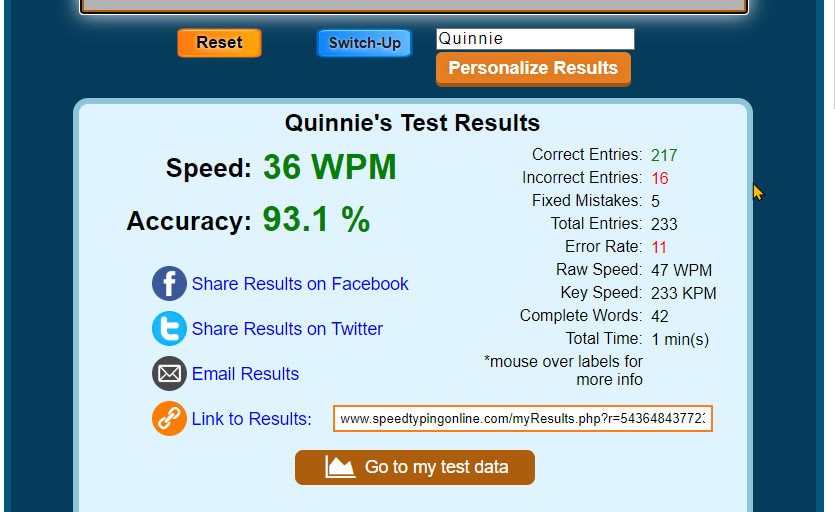 Reset Switch-Up Quinnie
Personalize Results
Quinnie's Test Results
Speed: 36 WPM
Accuracy: 93.1 %
Share Results on Facebook
Share Results on Twitter
Email Results
Link to Results: www.speedtypingonline.com/myResults.php?r=543648437723
Correct Entries: 217
Incorrect Entries: 16
Fixed Mistakes: 5
Total Entries: 233
Error Rate: 11
Raw Speed: 47 WPM
Key Speed: 233 KPM
Complete Words: 42
Total Time: 1 min(s)
*mouse over labels for
more info
Go to my test data